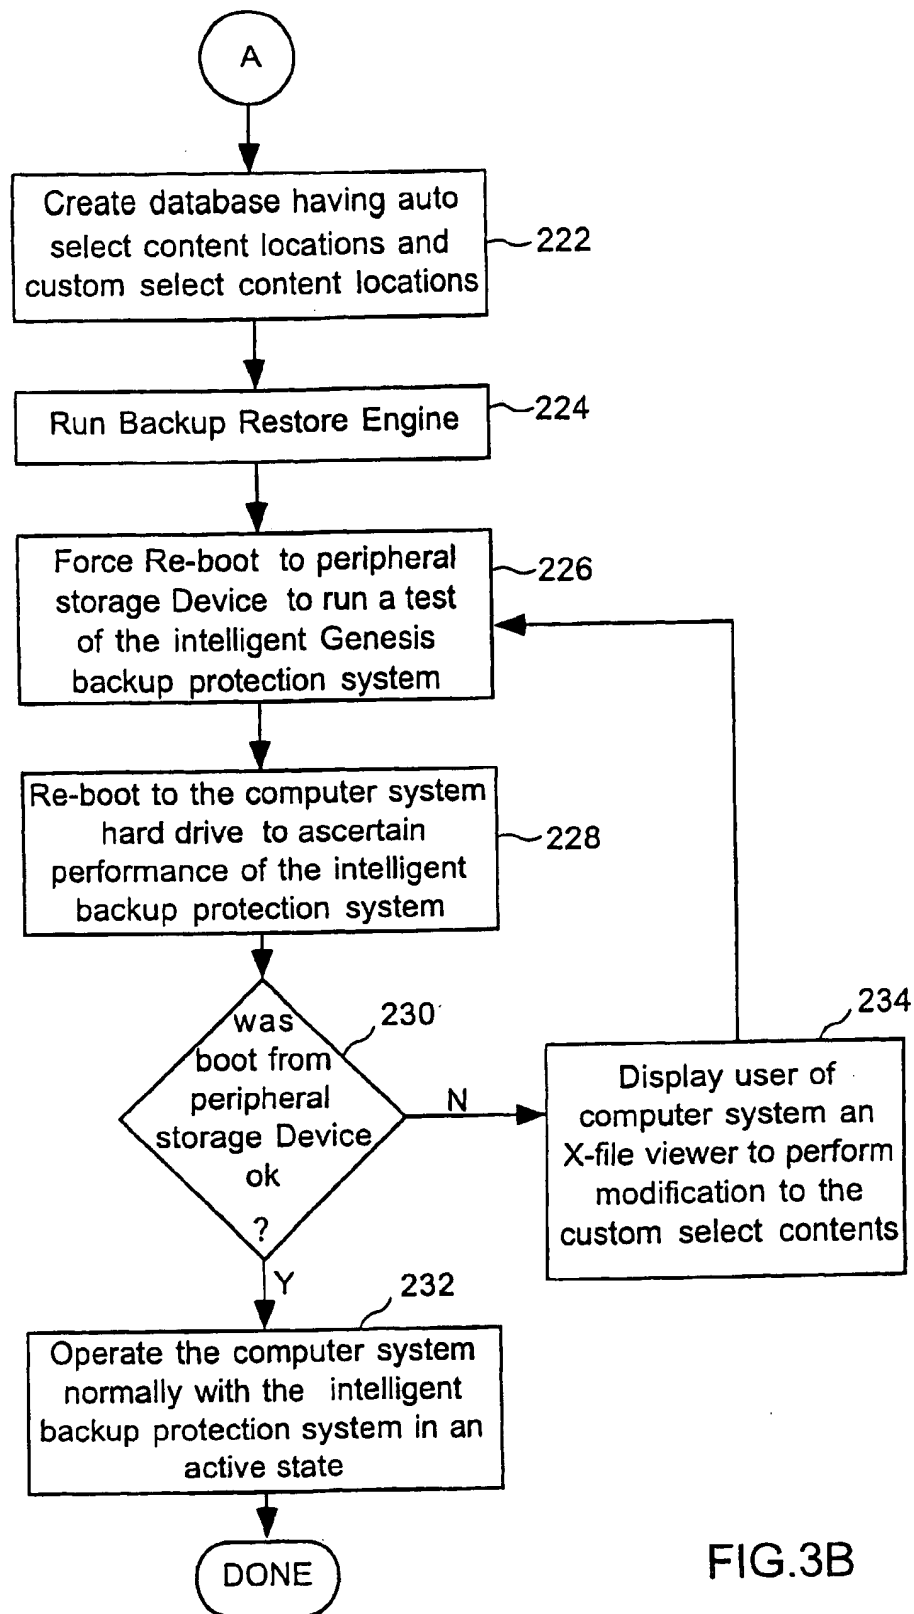 A
Create database having auto
select content locations and
custom select content locations
222
Run Backup Restore Engine
224
Force Re-boot to peripheral
storage Device to run a test
of the intelligent Genesis
backup protection system
226
Re-boot to the computer system
hard drive to ascertain
performance of the intelligent
backup protection system
228
was
boot from
peripheral
storage Device
ok
?
230
N
234
Display user of
computer system an
X-file viewer to perform
modification to the
custom select contents
Y
232
Operate the computer system
normally with the intelligent
backup protection system in an
active state
DONE
FIG.3B